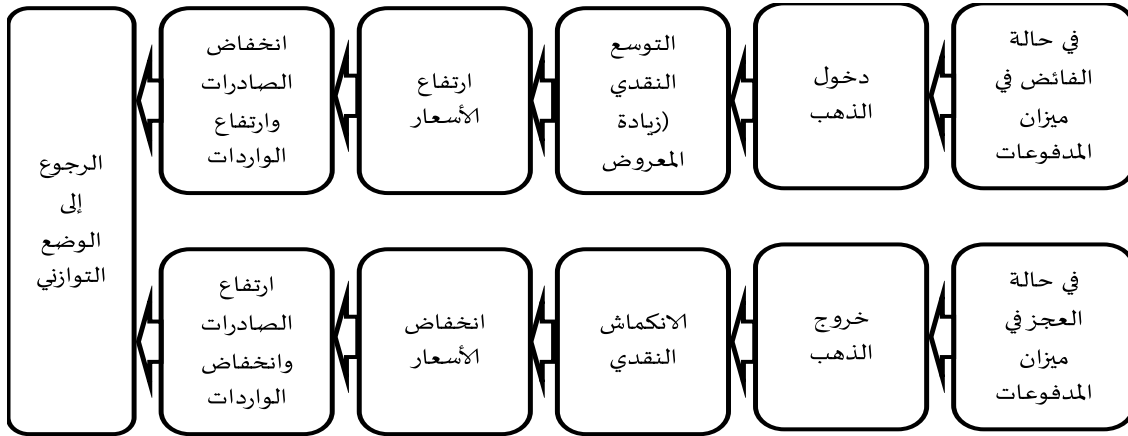 في حالة
الفائض في
ميزان
المدفوعات
دخول
الذهب
التوسع
النقدي
(زيادة
المعروض
ارتفاع
الأسعار
انخفاض
الصادرات
وارتفاع
الواردات
الرجوع
إلى
الوضع
التوازني
في حالة
العجز في
ميزان
المدفوعات
خروج
الذهب
الانكماش
النقدي
انخفاض
الأسعار
ارتفاع
الصادرات
وانخفاض
الواردات